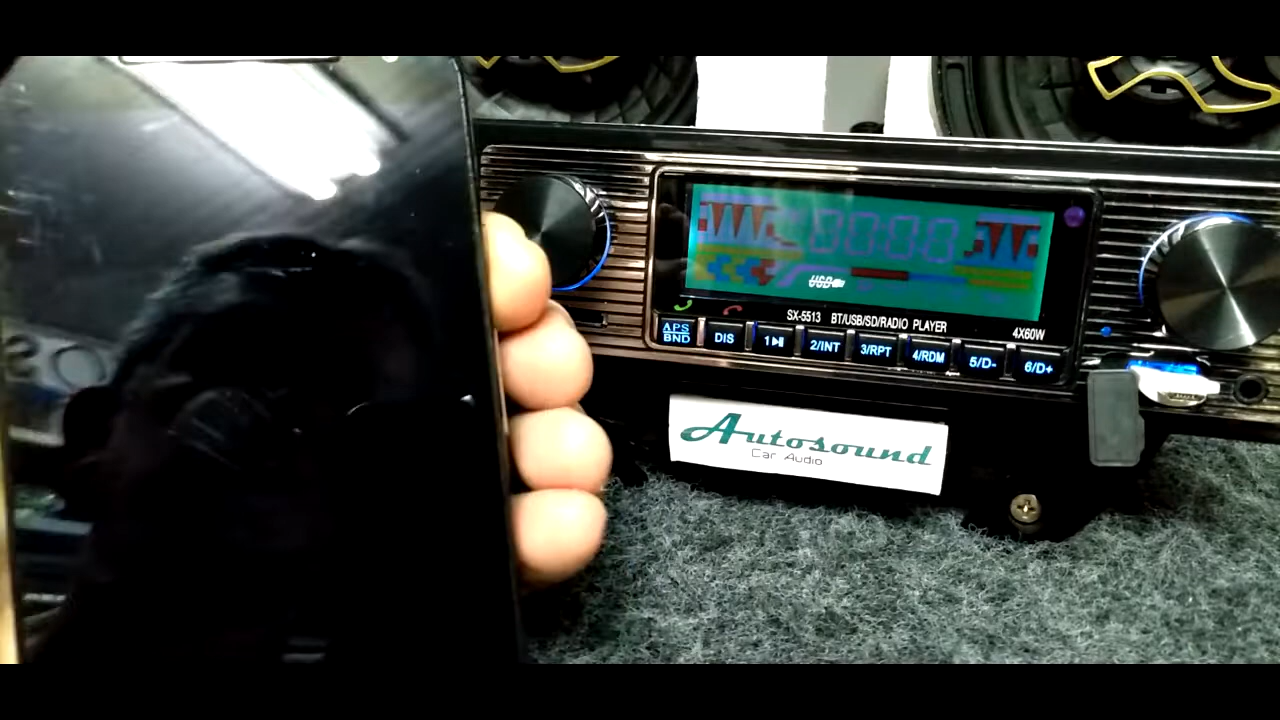 USB
SX-5513 BT/USB/SD/RADIO PLAYER 4X60W
APS BND DIS 1 2/INT 3/RPT 4/RDM 5/D- 6/D+
Autosound
Car Audio